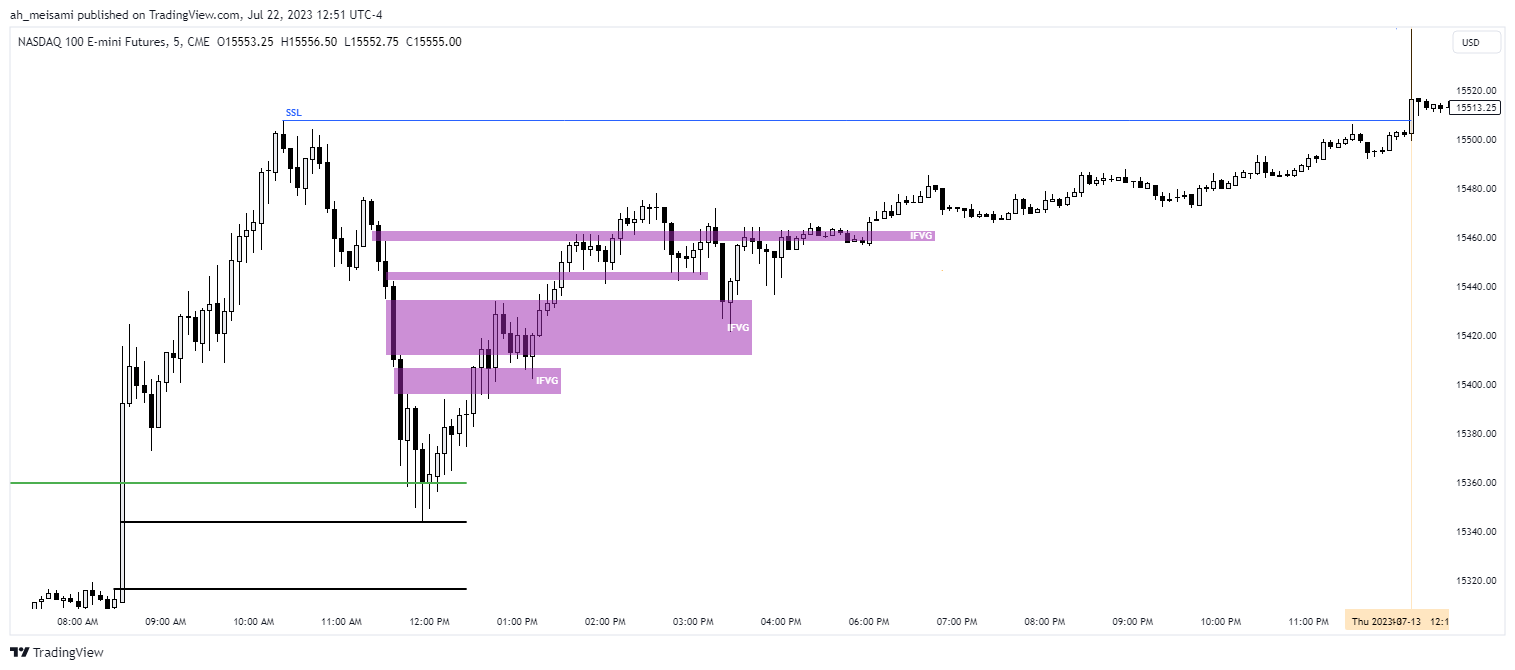 ah_meisami published on TradingView.com, Jul 22, 2023 12:51 UTC-4
NASDAQ 100 E-mini Futures, 5, CME O15553.25 H15556.50 L15552.75 C15555.00
USD
15520.00
SSL
15513.25
15500.00
15480.00
15460.00
IFVG
15440.00
15420.00
IFVG
15400.00
IFVG
15380.00
15360.00
15340.00
15320.00
08:00 AM 09:00 AM 10:00 AM 11:00 AM 12:00 PM 01:00 PM 02:00 PM 03:00 PM 04:00 PM 06:00 PM 07:00 PM 08:00 PM 09:00 PM 10:00 PM 11:00 PM Thu 2023-07-13 12:1
TradingView